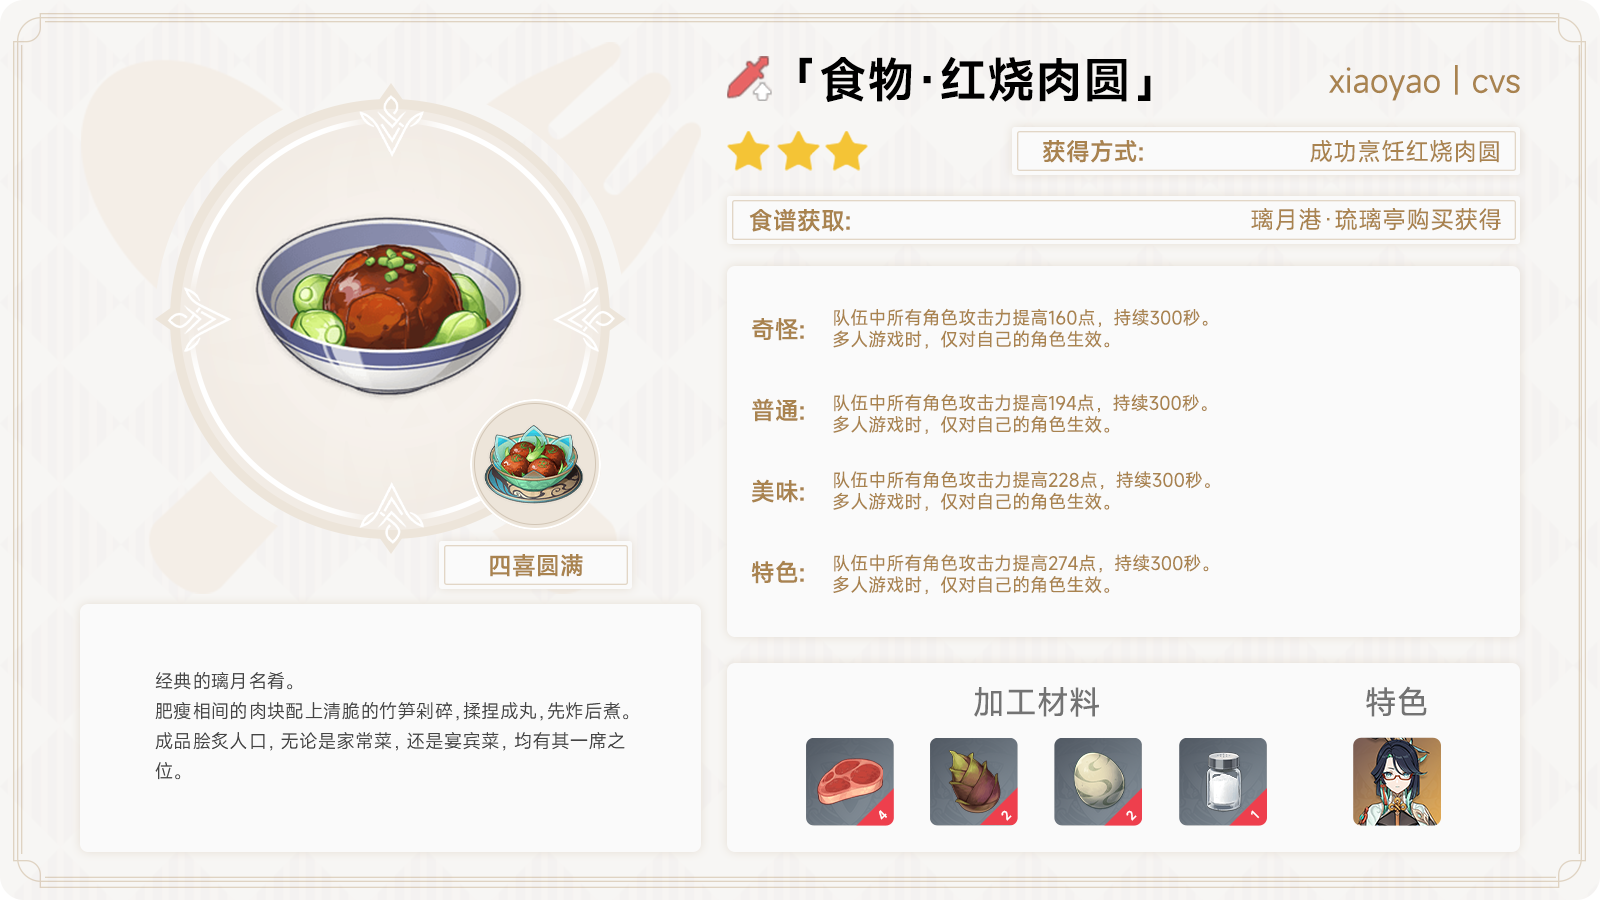 「食物·红烧肉圆」
xiaoyao | cvs
获得方式:
成功烹饪红烧肉圆
食谱获取:
璃月港·琉璃亭购买获得
奇怪:
队伍中所有角色攻击力提高160点，持续300秒。
多人游戏时，仅对自己的角色生效。
普通:
队伍中所有角色攻击力提高194点，持续300秒。
多人游戏时，仅对自己的角色生效。
美味:
队伍中所有角色攻击力提高228点，持续300秒。
多人游戏时，仅对自己的角色生效。
特色:
队伍中所有角色攻击力提高274点，持续300秒。
多人游戏时，仅对自己的角色生效。
四喜圆满
经典的璃月名肴。
肥瘦相间的肉块配上清脆的竹笋剁碎，揉捏成丸，先炸后煮。
成品脍炙人口，无论是家常菜，还是宴宾菜，均有其一席之
位。
加工材料
特色
4
2
2
1